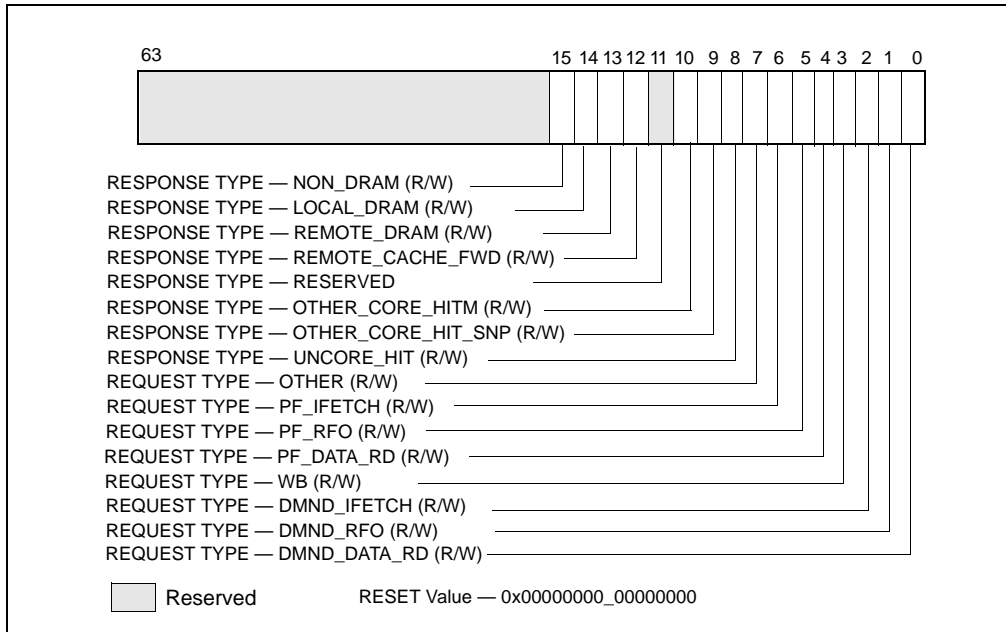 63 15 14 13 12 11 10 9 8 7 6 5 4 3 2 1 0
RESPONSE TYPE — NON_DRAM (R/W)
RESPONSE TYPE — LOCAL_DRAM (R/W)
RESPONSE TYPE — REMOTE_DRAM (R/W)
RESPONSE TYPE — REMOTE_CACHE_FWD (R/W)
RESPONSE TYPE — RESERVED
RESPONSE TYPE — OTHER_CORE_HITM (R/W)
RESPONSE TYPE — OTHER_CORE_HIT_SNP (R/W)
RESPONSE TYPE — UNCORE_HIT (R/W)
REQUEST TYPE — OTHER (R/W)
REQUEST TYPE — PF_IFETCH (R/W)
REQUEST TYPE — PF_RFO (R/W)
REQUEST TYPE — PF_DATA_RD (R/W)
REQUEST TYPE — WB (R/W)
REQUEST TYPE — DMND_IFETCH (R/W)
REQUEST TYPE — DMND_RFO (R/W)
REQUEST TYPE — DMND_DATA_RD (R/W)
Reserved RESET Value — 0x00000000_00000000